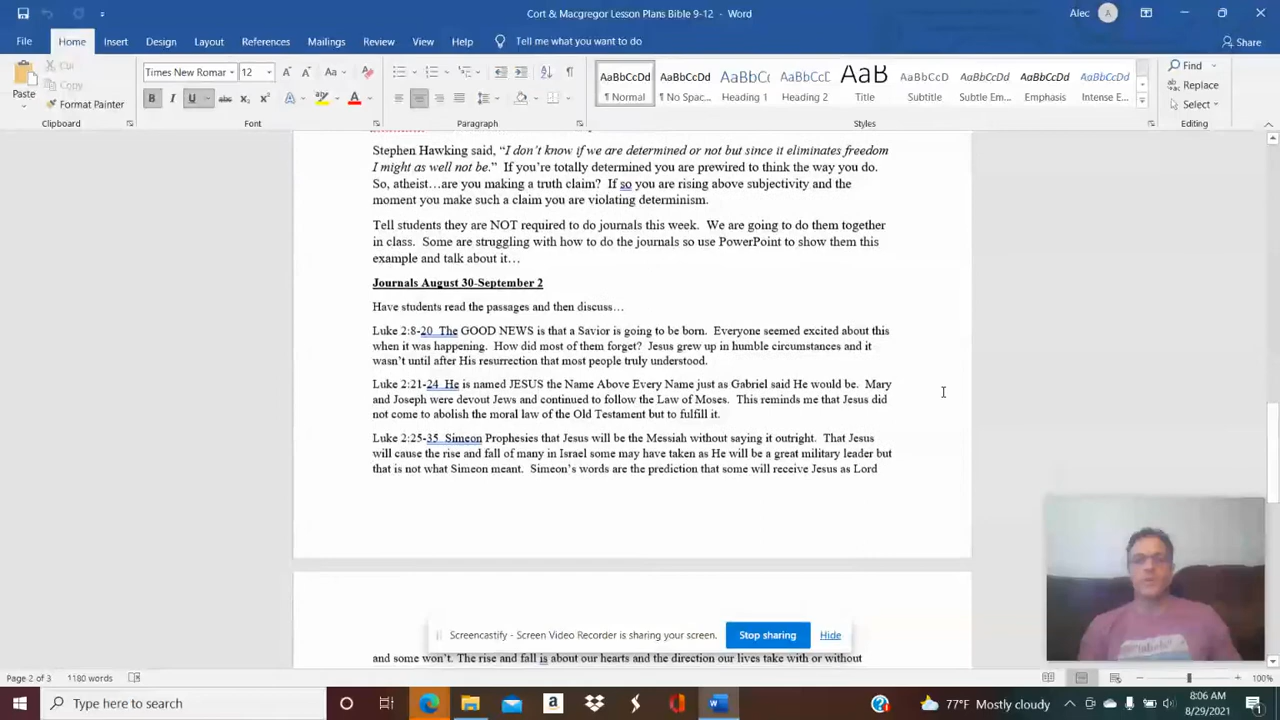 Cort & Macgregor Lesson Plans Bible 9-12 - Word
Alec A
File Home Insert Design Layout References Mailings Review View Help Tell me what you want to do Share
Paste Cut Copy Format Painter
Times New Romar 12
AaBbCcDd AaBbCcDd AaBbCc AaBbCcC AaB AaBbCcD AaBbCcDd AaBbCcDd AaBbCcDd
¶ Normal ¶ No Spac... Heading 1 Heading 2 Title Subtitle Subtle Em... Emphasis Intense E...
Find
Replace
Select
Clipboard Font Paragraph Styles Editing
Stephen Hawking said, “I don’t know if we are determined or not but since it eliminates freedom
I might as well not be.” If you’re totally determined you are prewired to think the way you do.
So, atheist…are you making a truth claim? If so you are rising above subjectivity and the
moment you make such a claim you are violating determinism.
Tell students they are NOT required to do journals this week. We are going to do them together
in class. Some are struggling with how to do the journals so use PowerPoint to show them this
example and talk about it…
Journals August 30-September 2
Have students read the passages and then discuss…
Luke 2:8-20 The GOOD NEWS is that a Savior is going to be born. Everyone seemed excited about this
when it was happening. How did most of them forget? Jesus grew up in humble circumstances and it
wasn’t until after His resurrection that most people truly understood.
Luke 2:21-24 He is named JESUS the Name Above Every Name just as Gabriel said He would be. Mary
and Joseph were devout Jews and continued to follow the Law of Moses. This reminds me that Jesus did
not come to abolish the moral law of the Old Testament but to fulfill it.
Luke 2:25-35 Simeon Prophesies that Jesus will be the Messiah without saying it outright. That Jesus
will cause the rise and fall of many in Israel some may have taken as He will be a great military leader but
that is not what Simeon meant. Simeon’s words are the prediction that some will receive Jesus as Lord
Screencastify - Screen Video Recorder is sharing your screen. Stop sharing Hide
and some won’t. The rise and fall is about our hearts and the direction our lives take with or without
Page 2 of 3 1180 words 100%
Type here to search
77°F Mostly cloudy
8:06 AM
8/29/2021